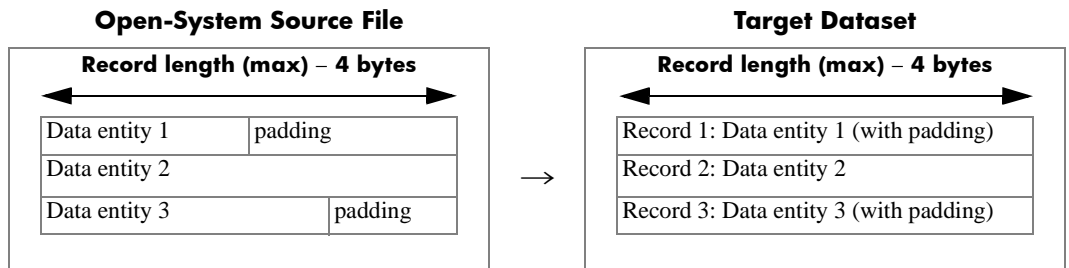 Open-System Source File
Record length (max) – 4 bytes
Data entity 1
padding
Data entity 2
Data entity 3
padding
→
Target Dataset
Record length (max) – 4 bytes
Record 1: Data entity 1 (with padding)
Record 2: Data entity 2
Record 3: Data entity 3 (with padding)